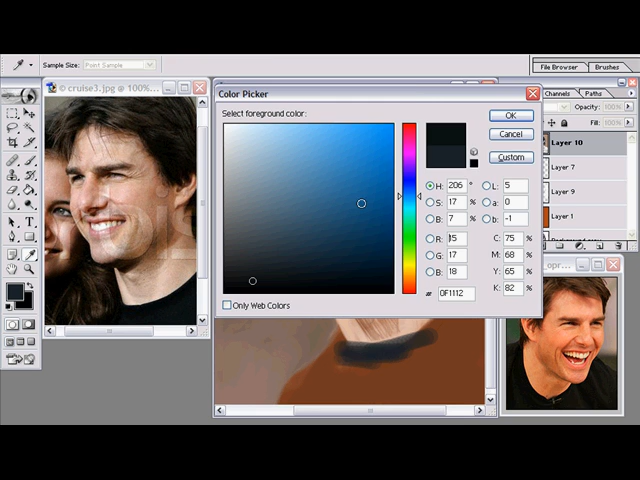 Sample Size: Point Sample
File Browser Brushes
© cruise3.jpg @ 100%...
Color Picker
Channels Paths
Select foreground color:
OK
Cancel
Custom
Opacity: 100%
Fill: 100%
Layer 10
Layer 7
Layer 9
Layer 1
H: 206 °
S: 17 %
B: 7 %
R: 15
G: 17
B: 18
L: 5
a: 0
b: -1
C: 75 %
M: 68 %
Y: 65 %
K: 82 %
# 0F1112
Only Web Colors